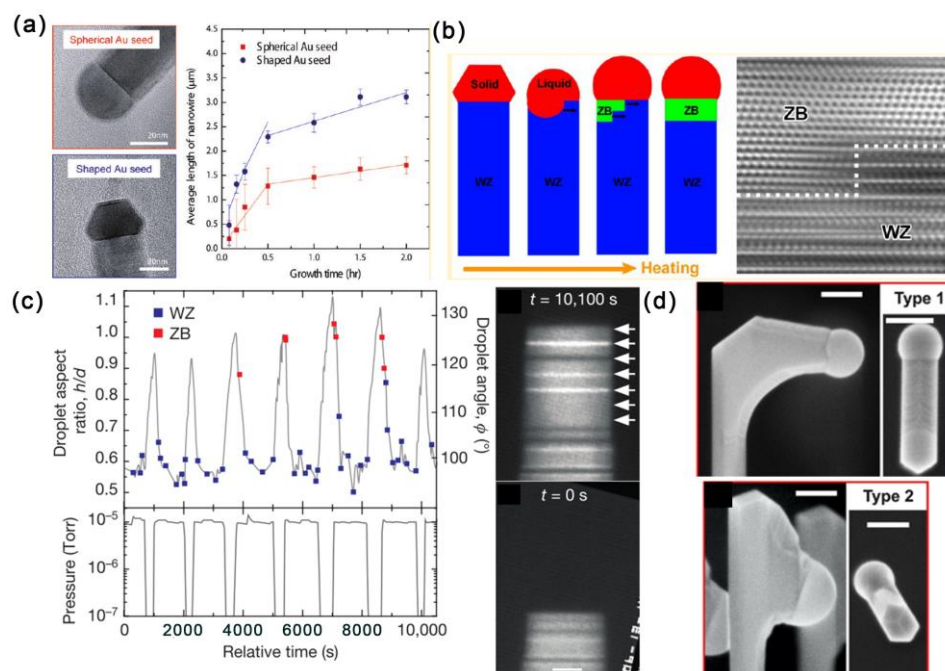 (a)
Spherical Au seed
20nm
Shaped Au seed
20nm
Average length of nanowire (μm)
4.5
4.0
3.5
3.0
2.5
2.0
1.5
1.0
0.5
0.0
Spherical Au seed
Shaped Au seed
0.0 0.5 1.0 1.5 2.0
Growth time (hr)
(b)
Solid
Liquid
ZB
ZB
WZ
WZ
WZ
WZ
Heating
ZB
WZ
(c)
Droplet aspect
ratio, h/d
1.1
1.0
0.9
0.8
0.7
0.6
0.5
WZ
ZB
130
120
110
100
Droplet angle, ϕ (°)
Pressure (Torr)
10⁻⁵
10⁻⁶
10⁻⁷
0 2000 4000 6000 8000 10,000
Relative time (s)
t = 10,100 s
t = 0 s
(d)
Type 1
Type 2